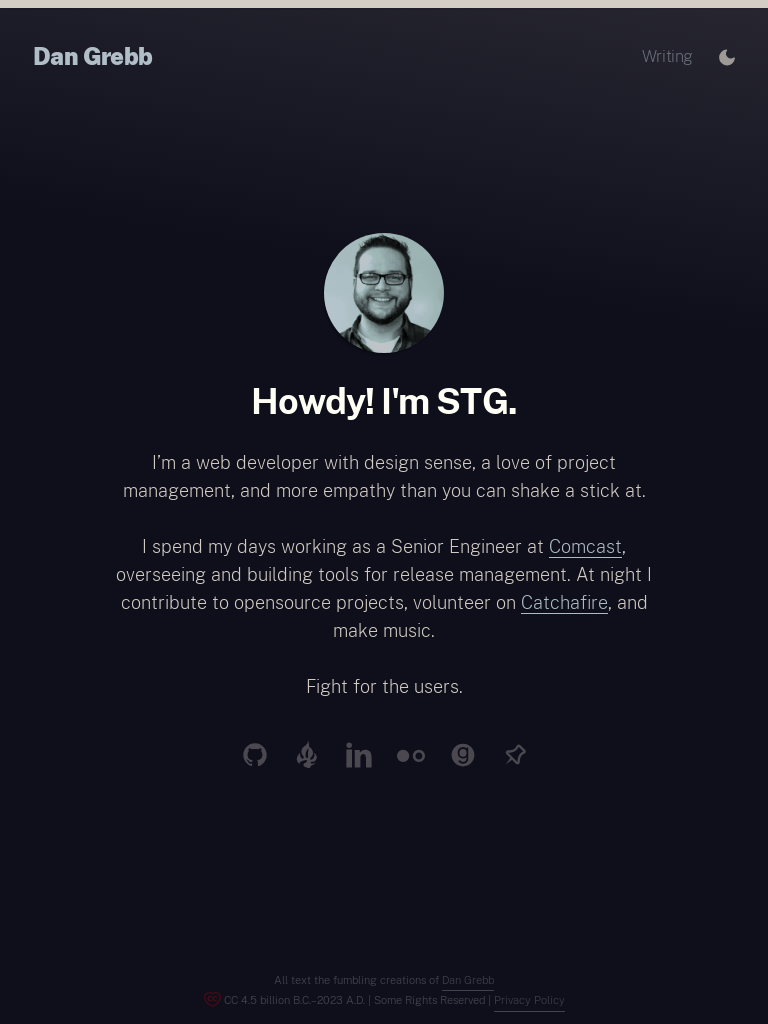 Dan Grebb
Writing
Howdy! I'm STG.
I’m a web developer with design sense, a love of project
management, and more empathy than you can shake a stick at.
I spend my days working as a Senior Engineer at Comcast,
overseeing and building tools for release management. At night I
contribute to opensource projects, volunteer on Catchafire, and
make music.
Fight for the users.
All text the fumbling creations of Dan Grebb
CC 4.5 billion B.C.–2023 A.D. | Some Rights Reserved | Privacy Policy